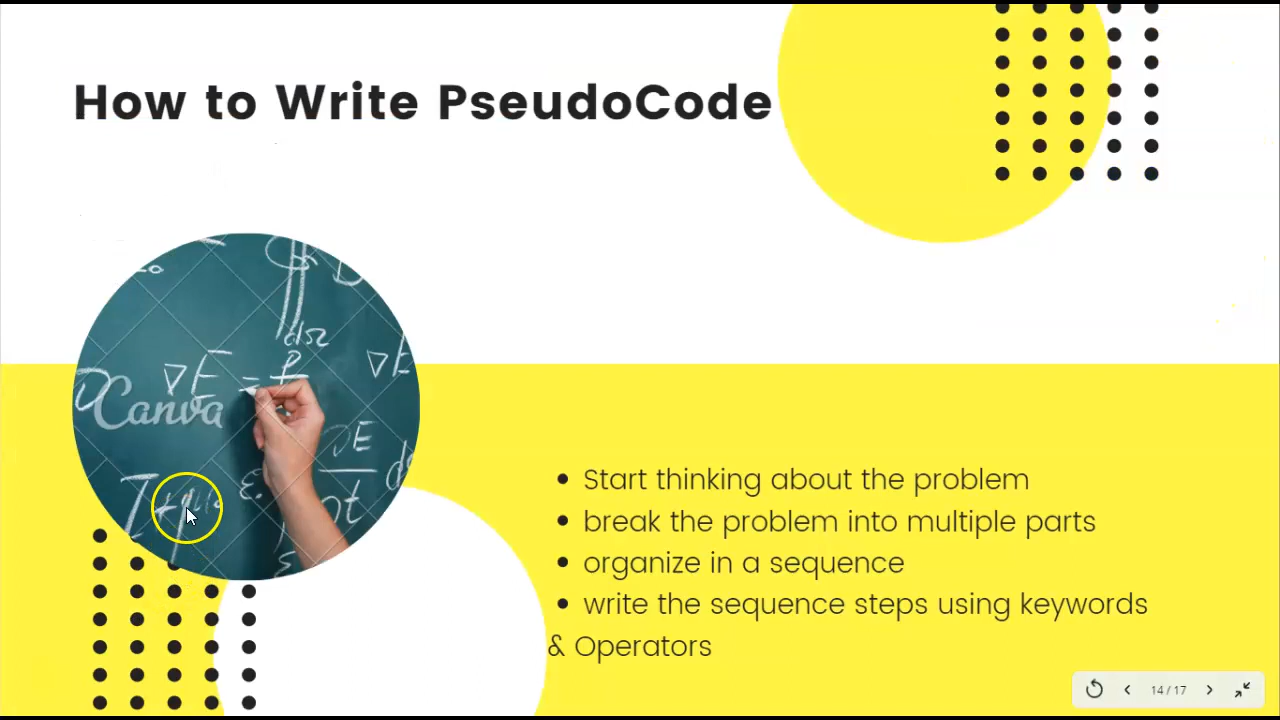 How to Write PseudoCode
dΩ
∇E = ρ
∇E
Canva
∂E
∂t
• Start thinking about the problem
• break the problem into multiple parts
• organize in a sequence
• write the sequence steps using keywords
& Operators
14 / 17